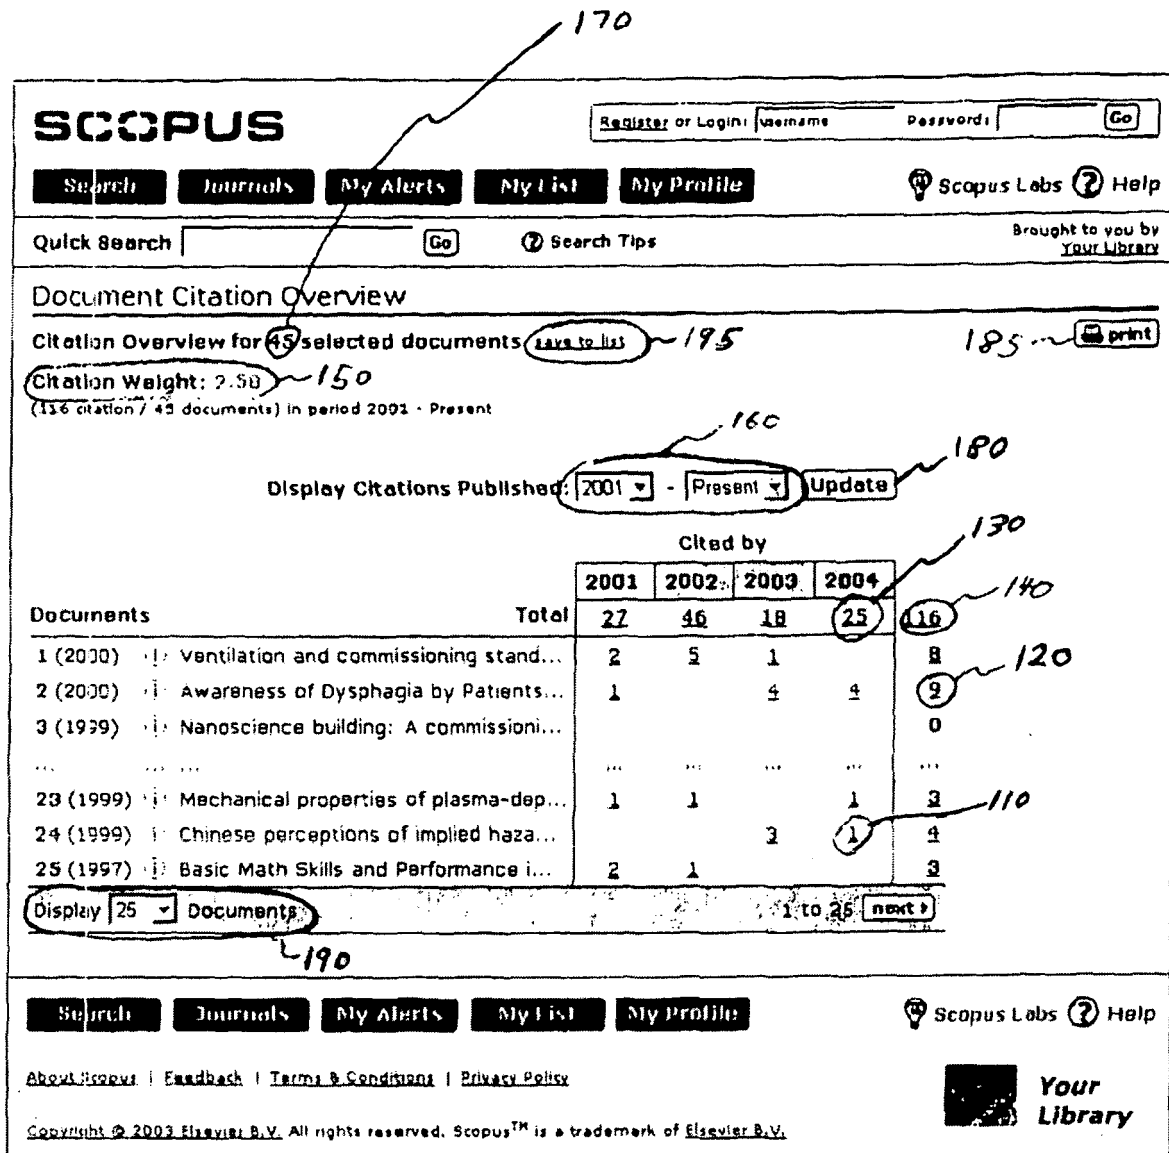 170
SCOPUS
Register or Login: username Password: Go
Search Journals My Alerts My List My Profile Scopus Labs ? Help
Quick Search Go ? Search Tips Brought to you by
Your Library
Document Citation Overview
Citation Overview for 45 selected documents save to list 195 185 print
Citation Weight: 2.58 150
(116 citation / 45 documents) in period 2001 - Present
160
180
Display Citations Published: 2001 - Present Update
130
Cited by
2001 2002 2003 2004
140
Documents Total 27 46 18 25 116
1 (2000) i Ventilation and commissioning stand... 2 5 1 8
120
2 (2000) i Awareness of Dysphagia by Patients... 1 4 4 9
3 (1999) i Nanoscience building: A commissioni... 0
... ... ... ... ... ... ... ...
23 (1999) i Mechanical properties of plasma-dep... 1 1 1 3
110
24 (1999) i Chinese perceptions of implied haza... 3 1 4
25 (1997) i Basic Math Skills and Performance i... 2 1 3
Display 25 Documents 1 to 25 next
190
Search Journals My Alerts My List My Profile Scopus Labs ? Help
About Scopus | Feedback | Terms & Conditions | Privacy Policy
Your
Library
Copyright © 2003 Elsevier B.V. All rights reserved. Scopus™ is a trademark of Elsevier B.V.